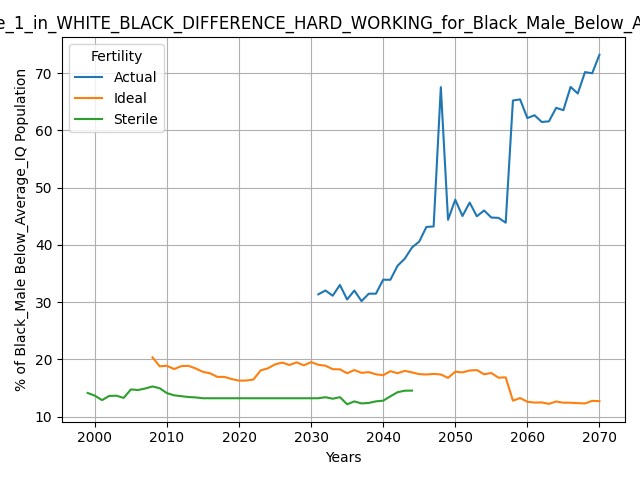 e_1_in_WHITE_BLACK_DIFFERENCE_HARD_WORKING_for_Black_Male_Below_A
Fertility
Actual
Ideal
Sterile
% of Black_Male Below_Average_IQ Population
70
60
50
40
30
20
10
2000 2010 2020 2030 2040 2050 2060 2070
Years